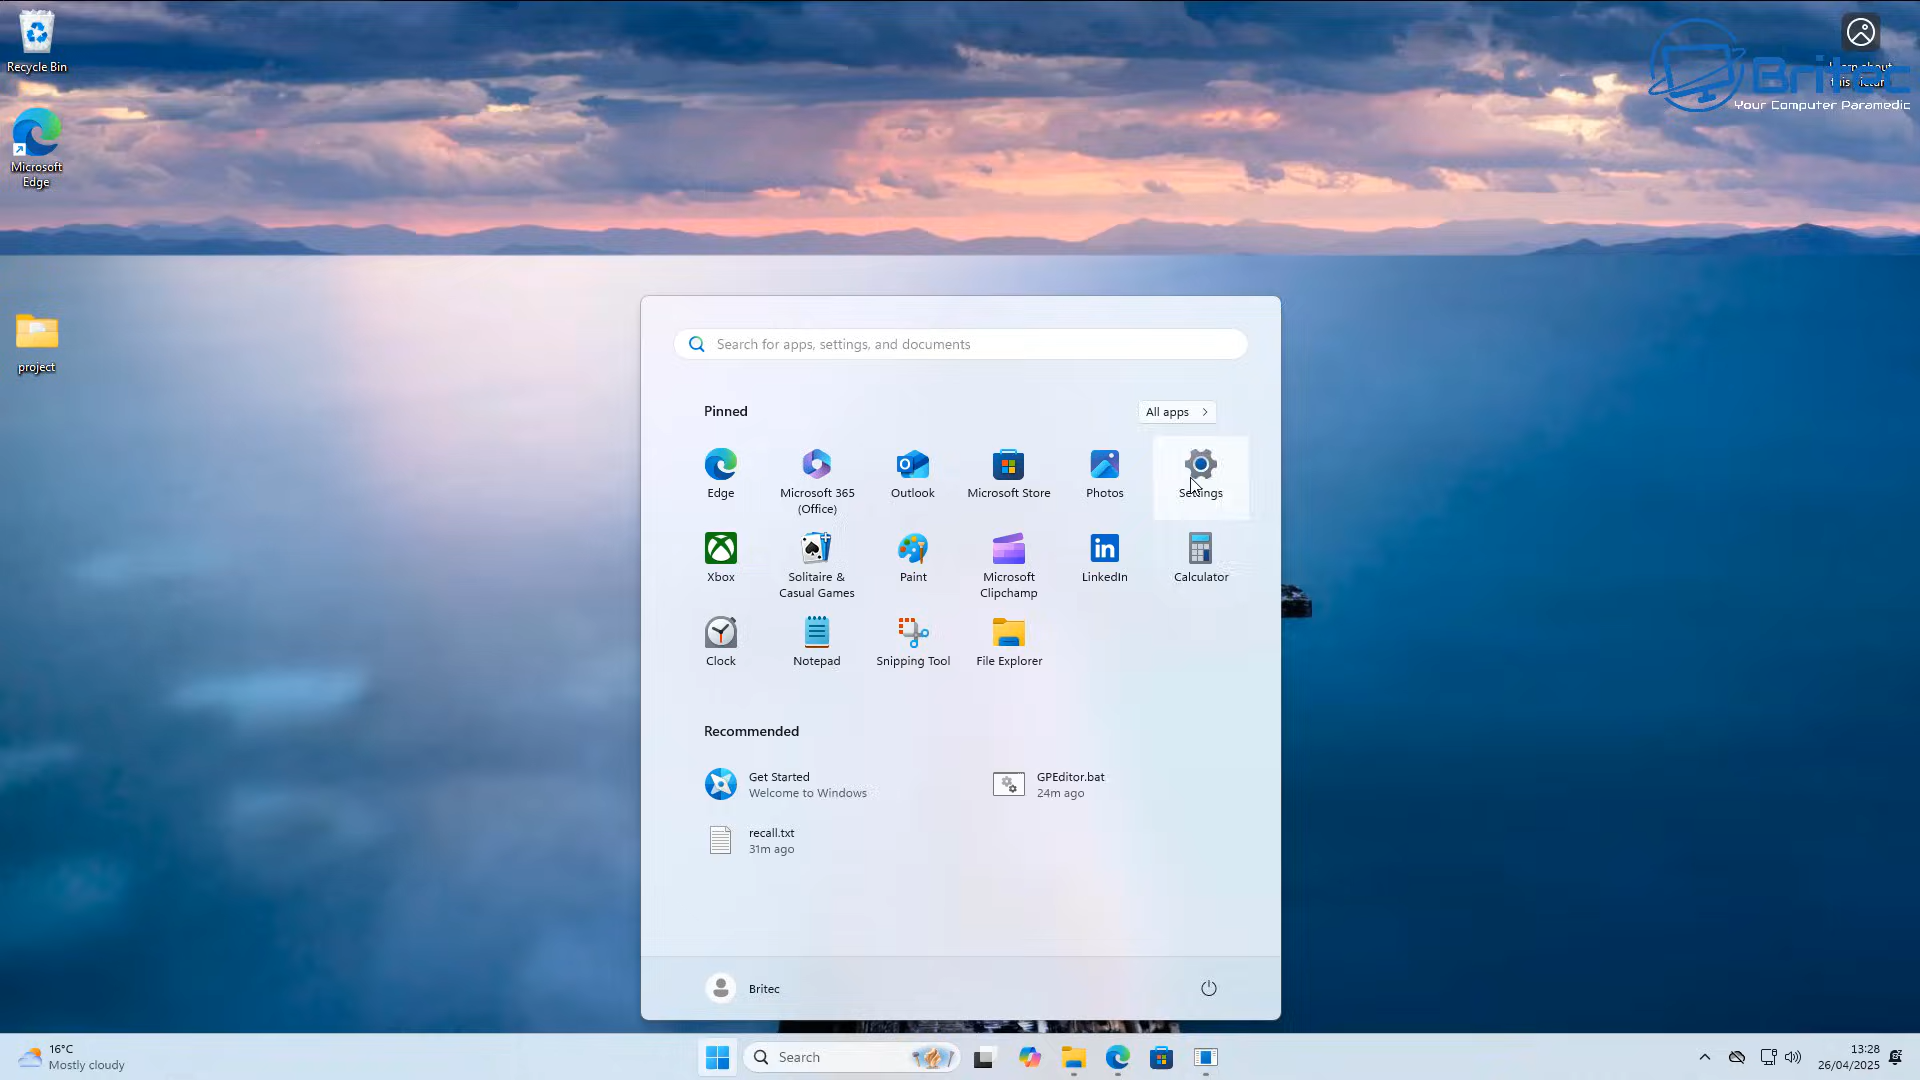 Recycle Bin
Microsoft
Edge
project
Britec
Your Computer Paramedic
Search for apps, settings, and documents
Pinned
All apps
Edge
Microsoft 365
(Office)
Outlook
Microsoft Store
Photos
Settings
Xbox
Solitaire &
Casual Games
Paint
Microsoft
Clipchamp
LinkedIn
Calculator
Clock
Notepad
Snipping Tool
File Explorer
Recommended
Get Started
Welcome to Windows
GPEditor.bat
24m ago
recall.txt
31m ago
Britec
16°C
Mostly cloudy
Search
13:28
26/04/2025